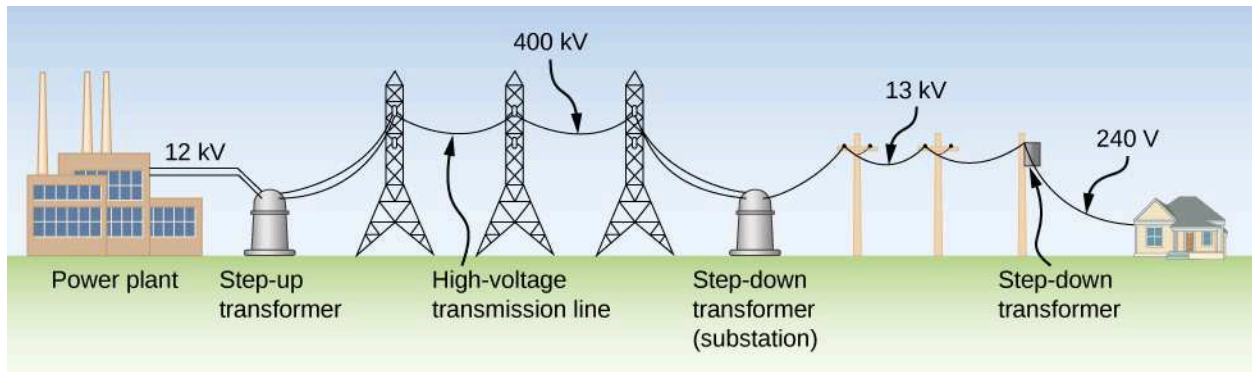 400 kV
13 kV
12 kV
240 V
Power plant
Step-up
transformer
High-voltage
transmission line
Step-down
transformer
(substation)
Step-down
transformer